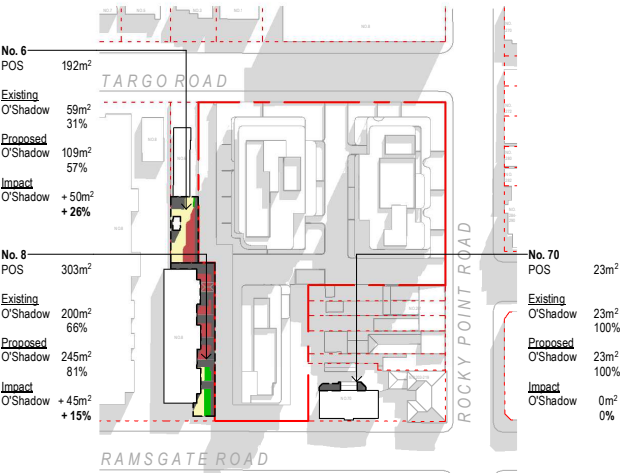 No. 6
POS 192m²
Existing
O'Shadow 59m²
31%
Proposed
O'Shadow 109m²
57%
Impact
O'Shadow + 50m²
+ 26%
No. 8
POS 303m²
Existing
O'Shadow 200m²
66%
Proposed
O'Shadow 245m²
81%
Impact
O'Shadow + 45m²
+ 15%
TARGO ROAD
ROCKY POINT ROAD
RAMSGATE ROAD
No. 70
POS 23m²
Existing
O'Shadow 23m²
100%
Proposed
O'Shadow 23m²
100%
Impact
O'Shadow 0m²
0%